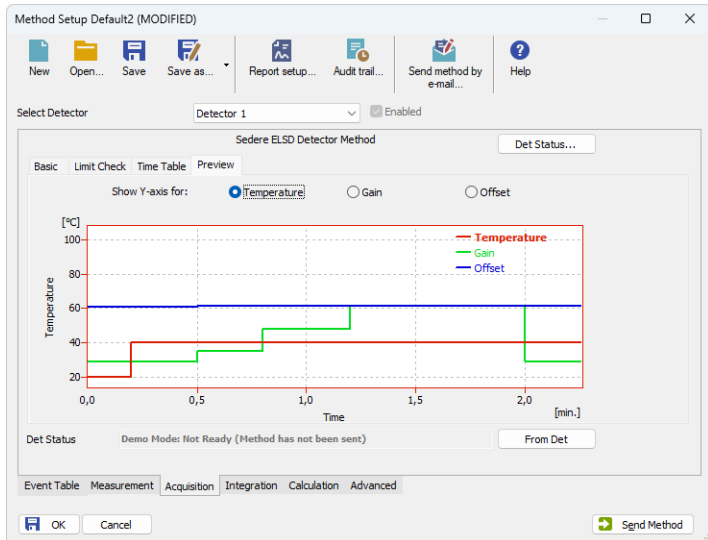 Method Setup Default2 (MODIFIED)
New Open... Save Save as... Report setup... Audit trail... Send method by e-mail... Help
Select Detector Detector 1 Enabled
Sedere ELSD Detector Method Det Status...
Basic Limit Check Time Table Preview
Show Y-axis for: Temperature Gain Offset
[°C]
100
80
60
40
20
Temperature
Temperature
Gain
Offset
0,0 0,5 1,0 1,5 2,0
Time [min.]
Det Status Demo Mode: Not Ready (Method has not been sent) From Det
Event Table Measurement Acquisition Integration Calculation Advanced
OK Cancel Send Method